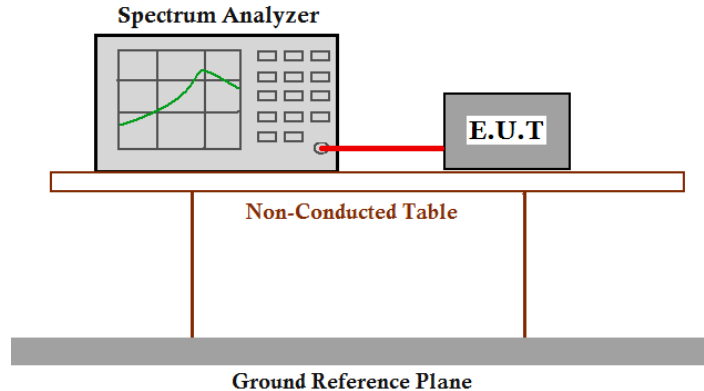 Spectrum Analyzer
E.U.T
Non-Conducted Table
Ground Reference Plane